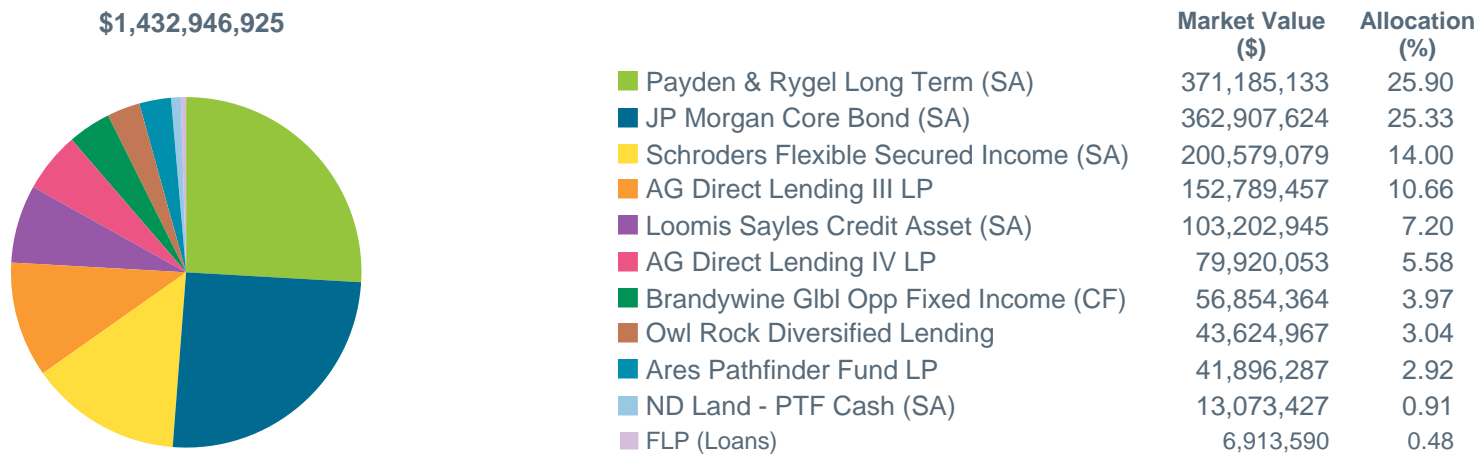 $1,432,946,925
Market Value ($) Allocation (%)
Payden & Rygel Long Term (SA) 371,185,133 25.90
JP Morgan Core Bond (SA) 362,907,624 25.33
Schroders Flexible Secured Income (SA) 200,579,079 14.00
AG Direct Lending III LP 152,789,457 10.66
Loomis Sayles Credit Asset (SA) 103,202,945 7.20
AG Direct Lending IV LP 79,920,053 5.58
Brandywine Glbl Opp Fixed Income (CF) 56,854,364 3.97
Owl Rock Diversified Lending 43,624,967 3.04
Ares Pathfinder Fund LP 41,896,287 2.92
ND Land - PTF Cash (SA) 13,073,427 0.91
FLP (Loans) 6,913,590 0.48